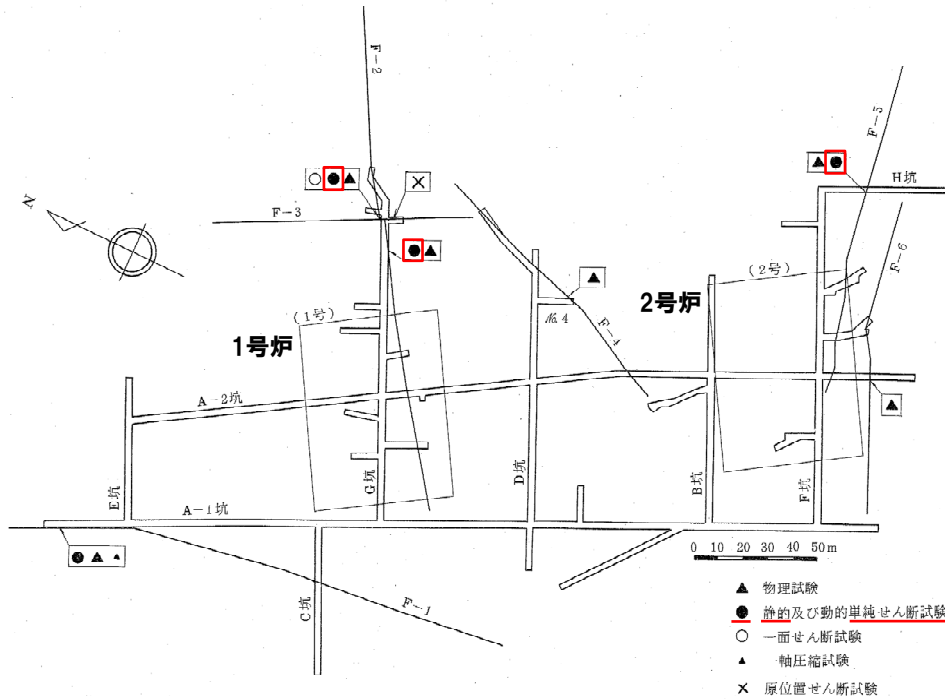 F-2
F-5
H坑
F-3
F-6
N
(2号)
2号炉
No.4
(1号)
1号炉
F-4
A-2坑
E坑
G坑
D坑
B坑
F坑
A-1坑
0 10 20 30 40 50m
C坑
F-1
▲ 物理試験
● 静的及び動的単純せん断試験
○ 一面せん断試験
▲ 一軸圧縮試験
× 原位置せん断試験